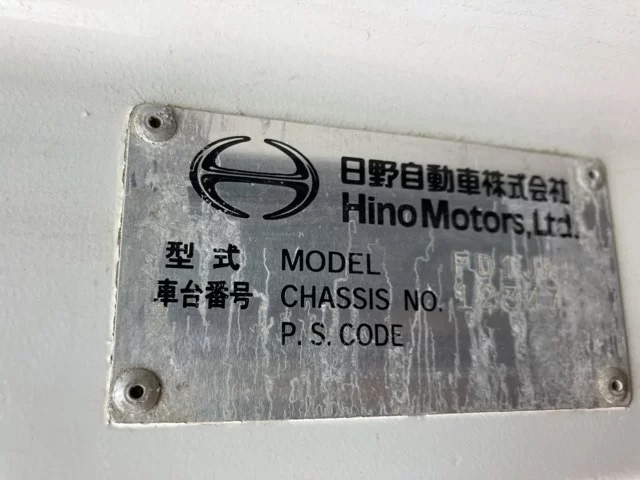 日野自動車株式会社
Hino Motors, Ltd.
型式 MODEL
車台番号 CHASSIS NO.
P. S. CODE